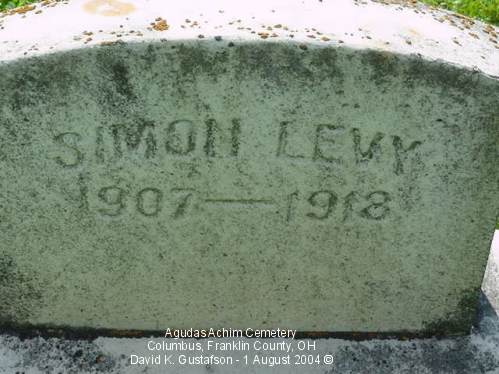 SIMON LEVY
1907—1918
Agudas Achim Cemetery
Columbus, Franklin County, OH
David K. Gustafson - 1 August 2004 ©